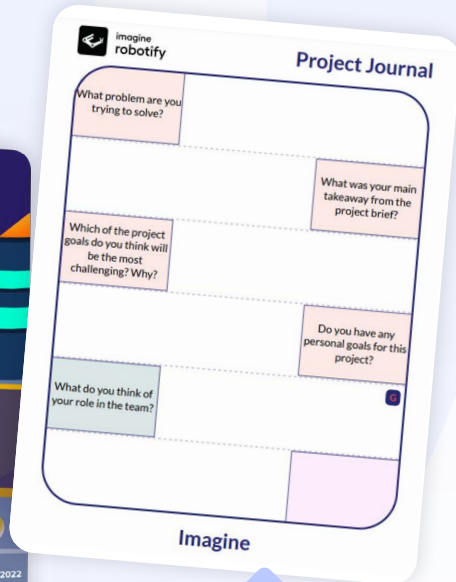 imagine
robotify
Project Journal
What problem are you
trying to solve?
What was your main
takeaway from the
project brief?
Which of the project
goals do you think will
be the most
challenging? Why?
Do you have any
personal goals for this
project?
G
What do you think of
your role in the team?
Imagine
2022